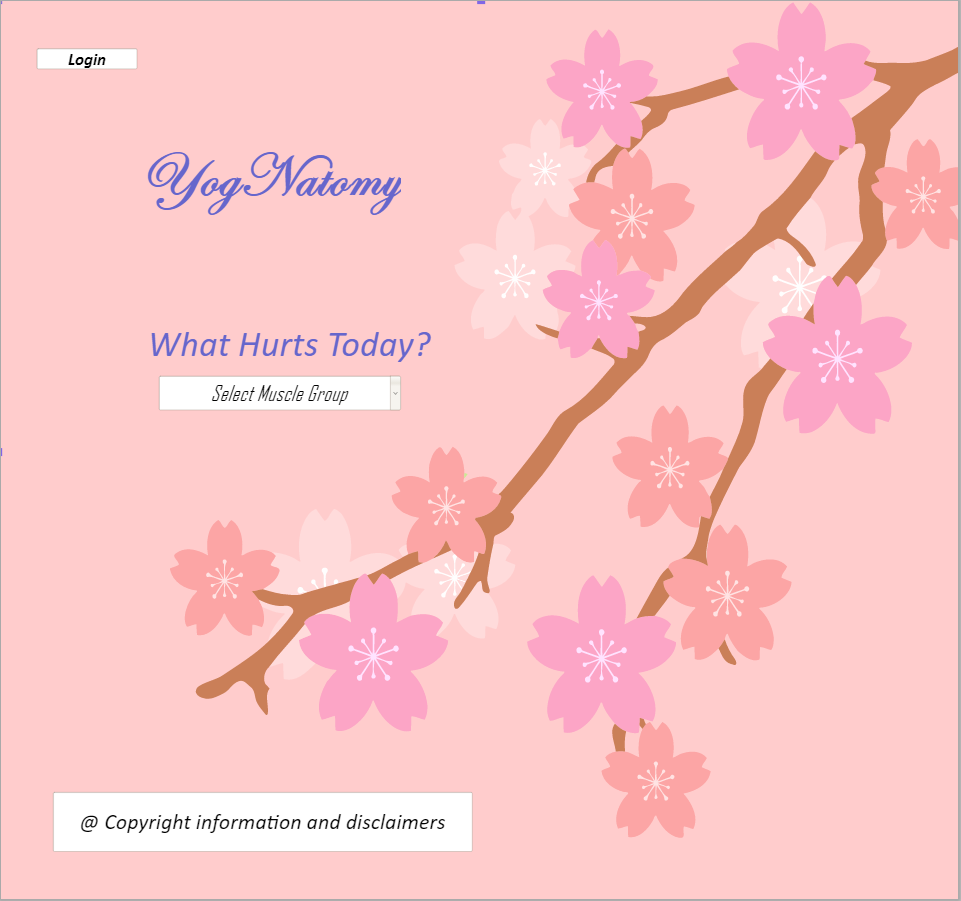 Login
YogNatomy
What Hurts Today?
Select Muscle Group
@ Copyright information and disclaimers